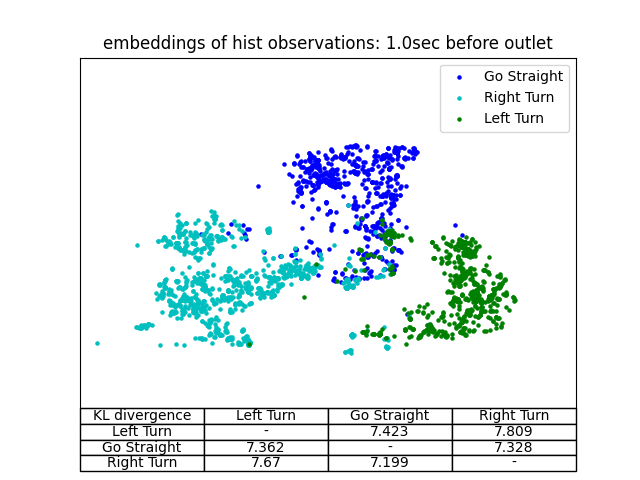 embeddings of hist observations: 1.0sec before outlet
Go Straight
Right Turn
Left Turn
KL divergence Left Turn Go Straight Right Turn
Left Turn - 7.423 7.809
Go Straight 7.362 - 7.328
Right Turn 7.67 7.199 -